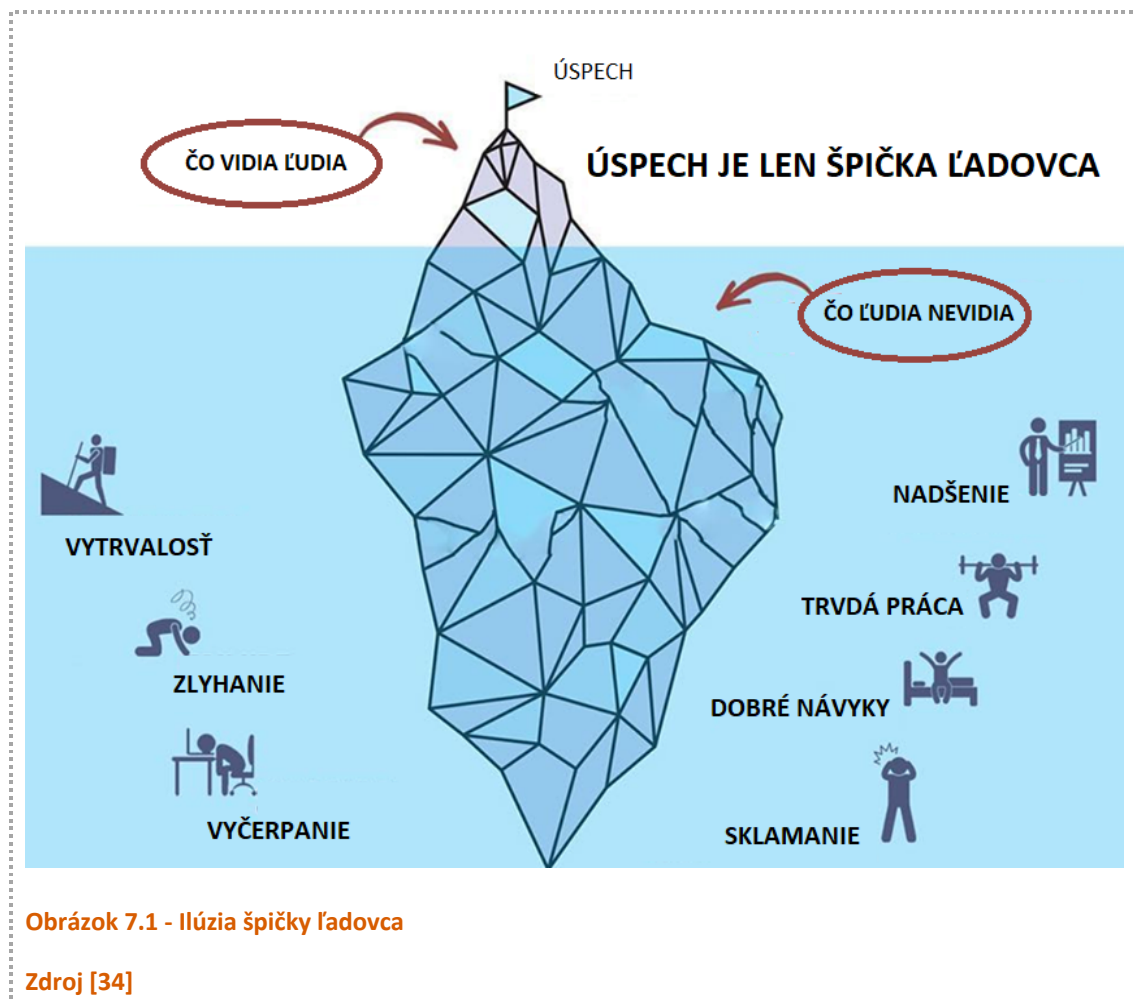 ÚSPECH
ČO VIDIA ĽUDIA
ÚSPECH JE LEN ŠPIČKA ĽADOVCA
ČO ĽUDIA NEVIDIA
NADŠENIE
VYTRVALOSŤ
TRVDÁ PRÁCA
ZLYHANIE
DOBRÉ NÁVYKY
VYČERPANIE
SKLAMANIE
Obrázok 7.1 - Ilúzia špičky ľadovca
Zdroj [34]